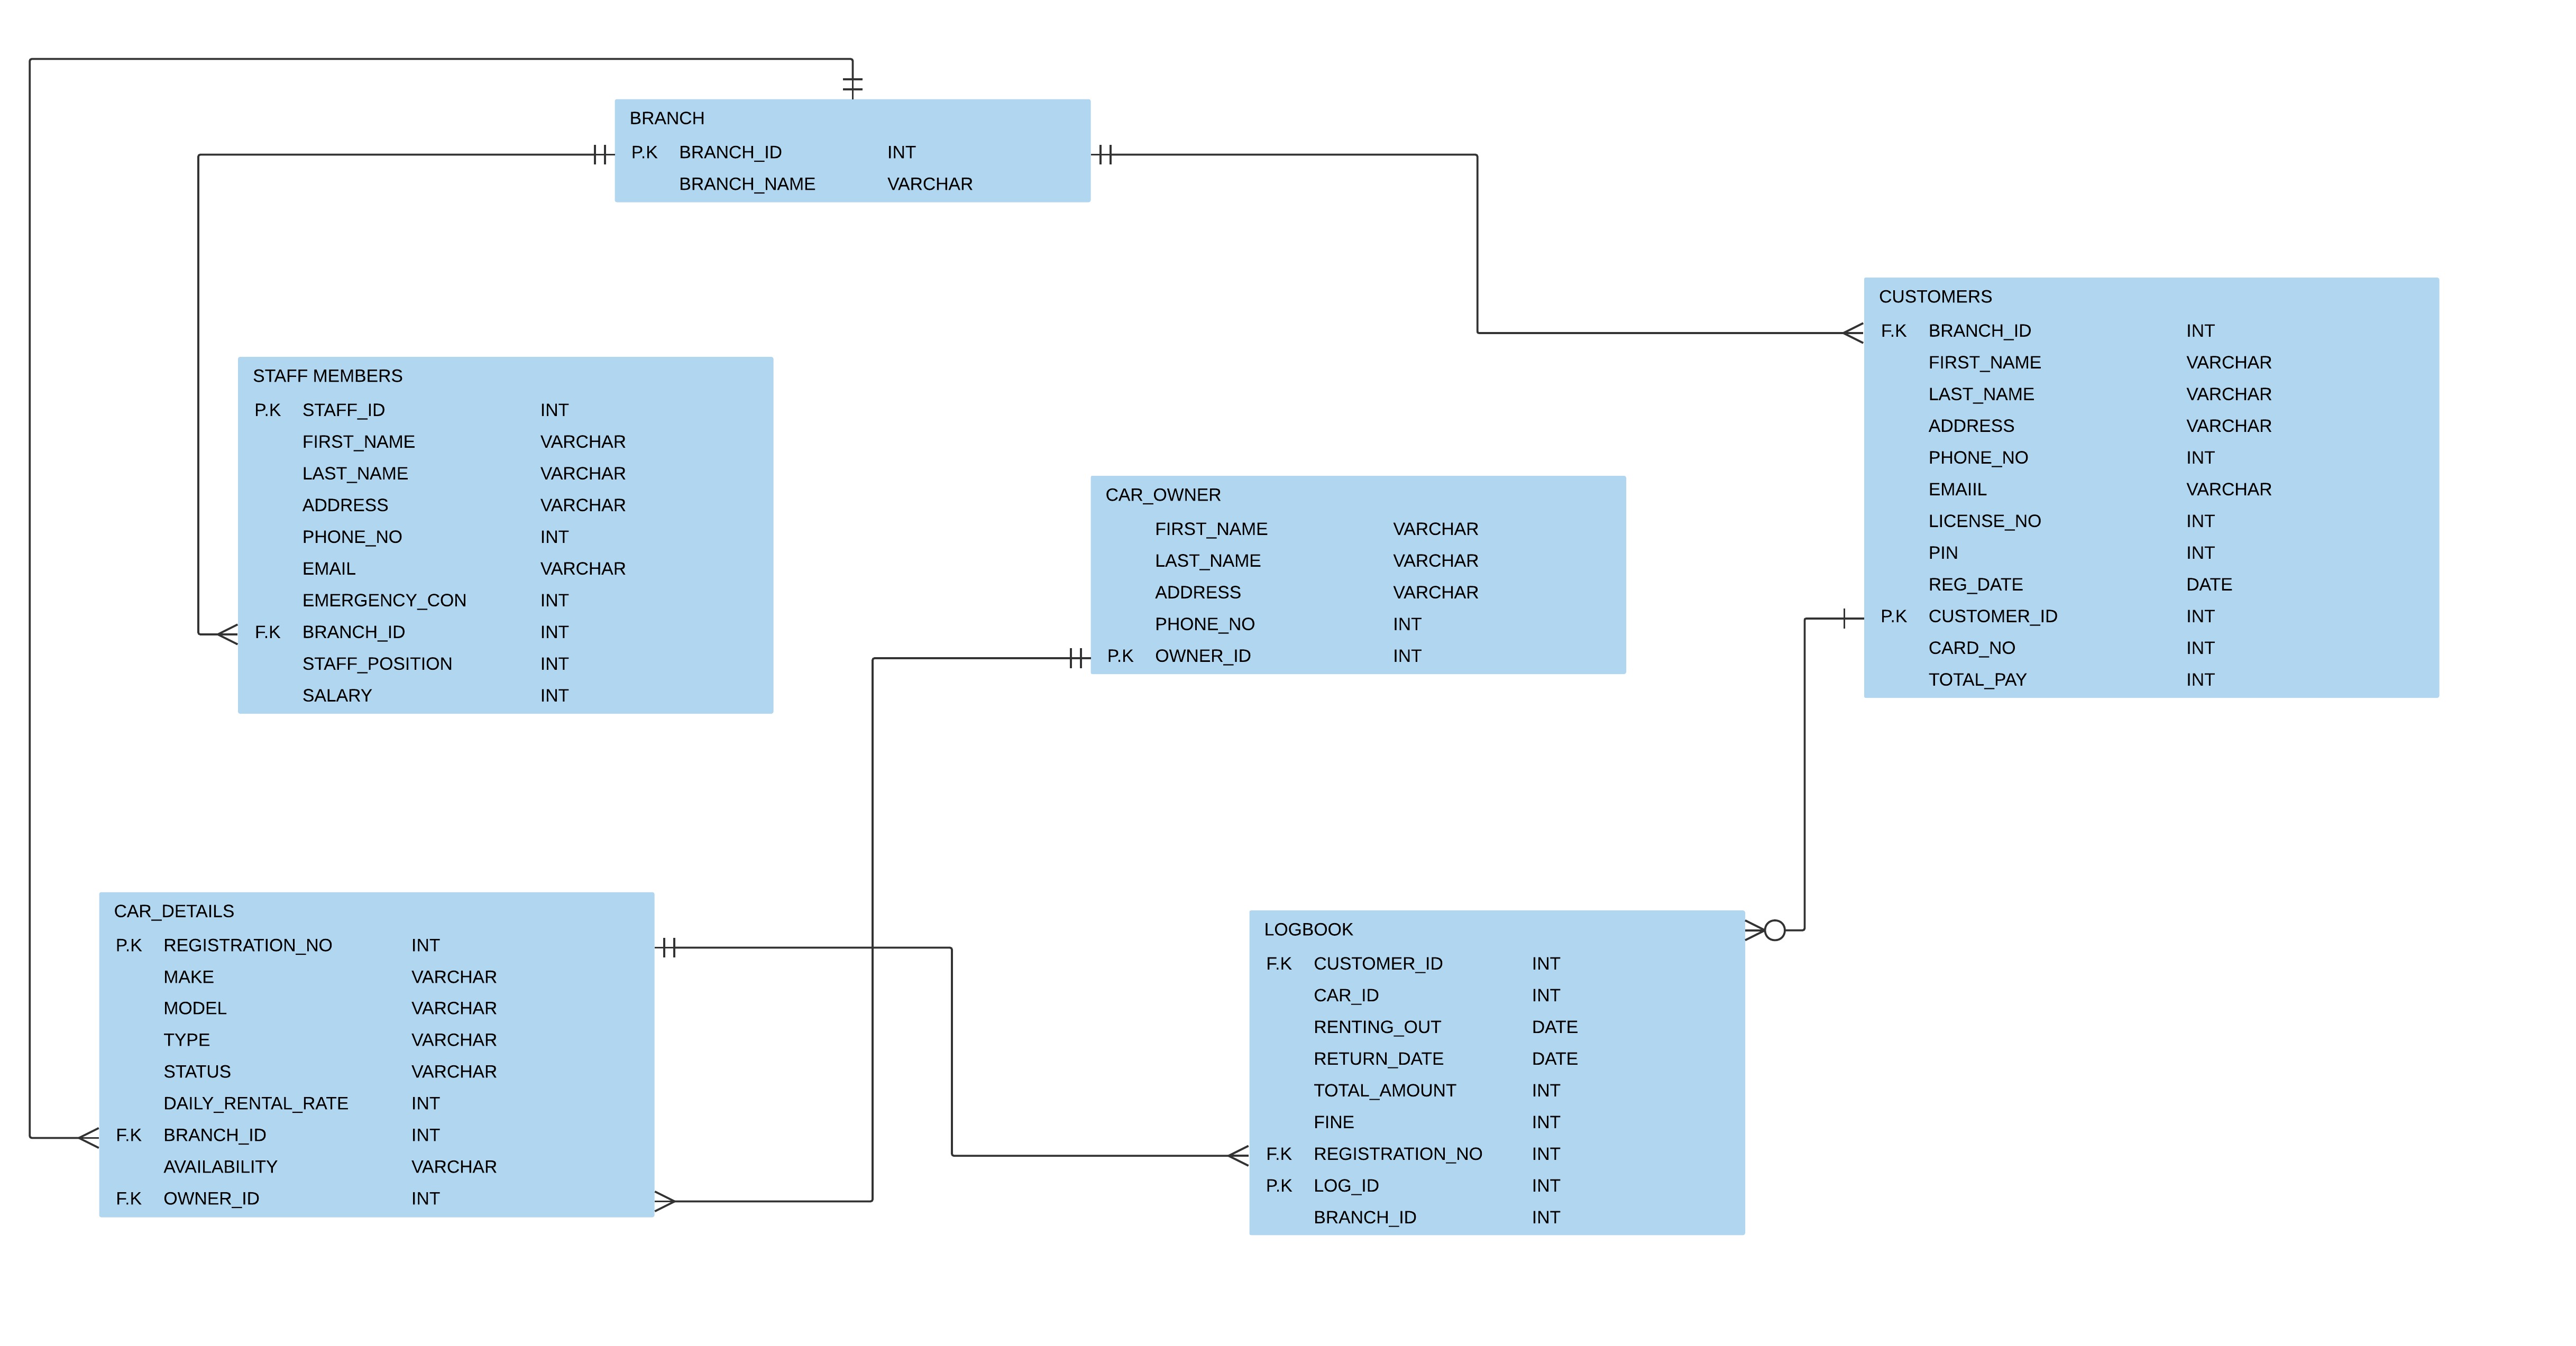 BRANCH
P.K BRANCH_ID INT
BRANCH_NAME VARCHAR
CUSTOMERS
F.K BRANCH_ID INT
FIRST_NAME VARCHAR
LAST_NAME VARCHAR
ADDRESS VARCHAR
PHONE_NO INT
EMAIIL VARCHAR
LICENSE_NO INT
PIN INT
REG_DATE DATE
P.K CUSTOMER_ID INT
CARD_NO INT
TOTAL_PAY INT
STAFF MEMBERS
P.K STAFF_ID INT
FIRST_NAME VARCHAR
LAST_NAME VARCHAR
ADDRESS VARCHAR
PHONE_NO INT
EMAIL VARCHAR
EMERGENCY_CON INT
F.K BRANCH_ID INT
STAFF_POSITION INT
SALARY INT
CAR_OWNER
FIRST_NAME VARCHAR
LAST_NAME VARCHAR
ADDRESS VARCHAR
PHONE_NO INT
P.K OWNER_ID INT
CAR_DETAILS
P.K REGISTRATION_NO INT
MAKE VARCHAR
MODEL VARCHAR
TYPE VARCHAR
STATUS VARCHAR
DAILY_RENTAL_RATE INT
F.K BRANCH_ID INT
AVAILABILITY VARCHAR
F.K OWNER_ID INT
LOGBOOK
F.K CUSTOMER_ID INT
CAR_ID INT
RENTING_OUT DATE
RETURN_DATE DATE
TOTAL_AMOUNT INT
FINE INT
F.K REGISTRATION_NO INT
P.K LOG_ID INT
BRANCH_ID INT